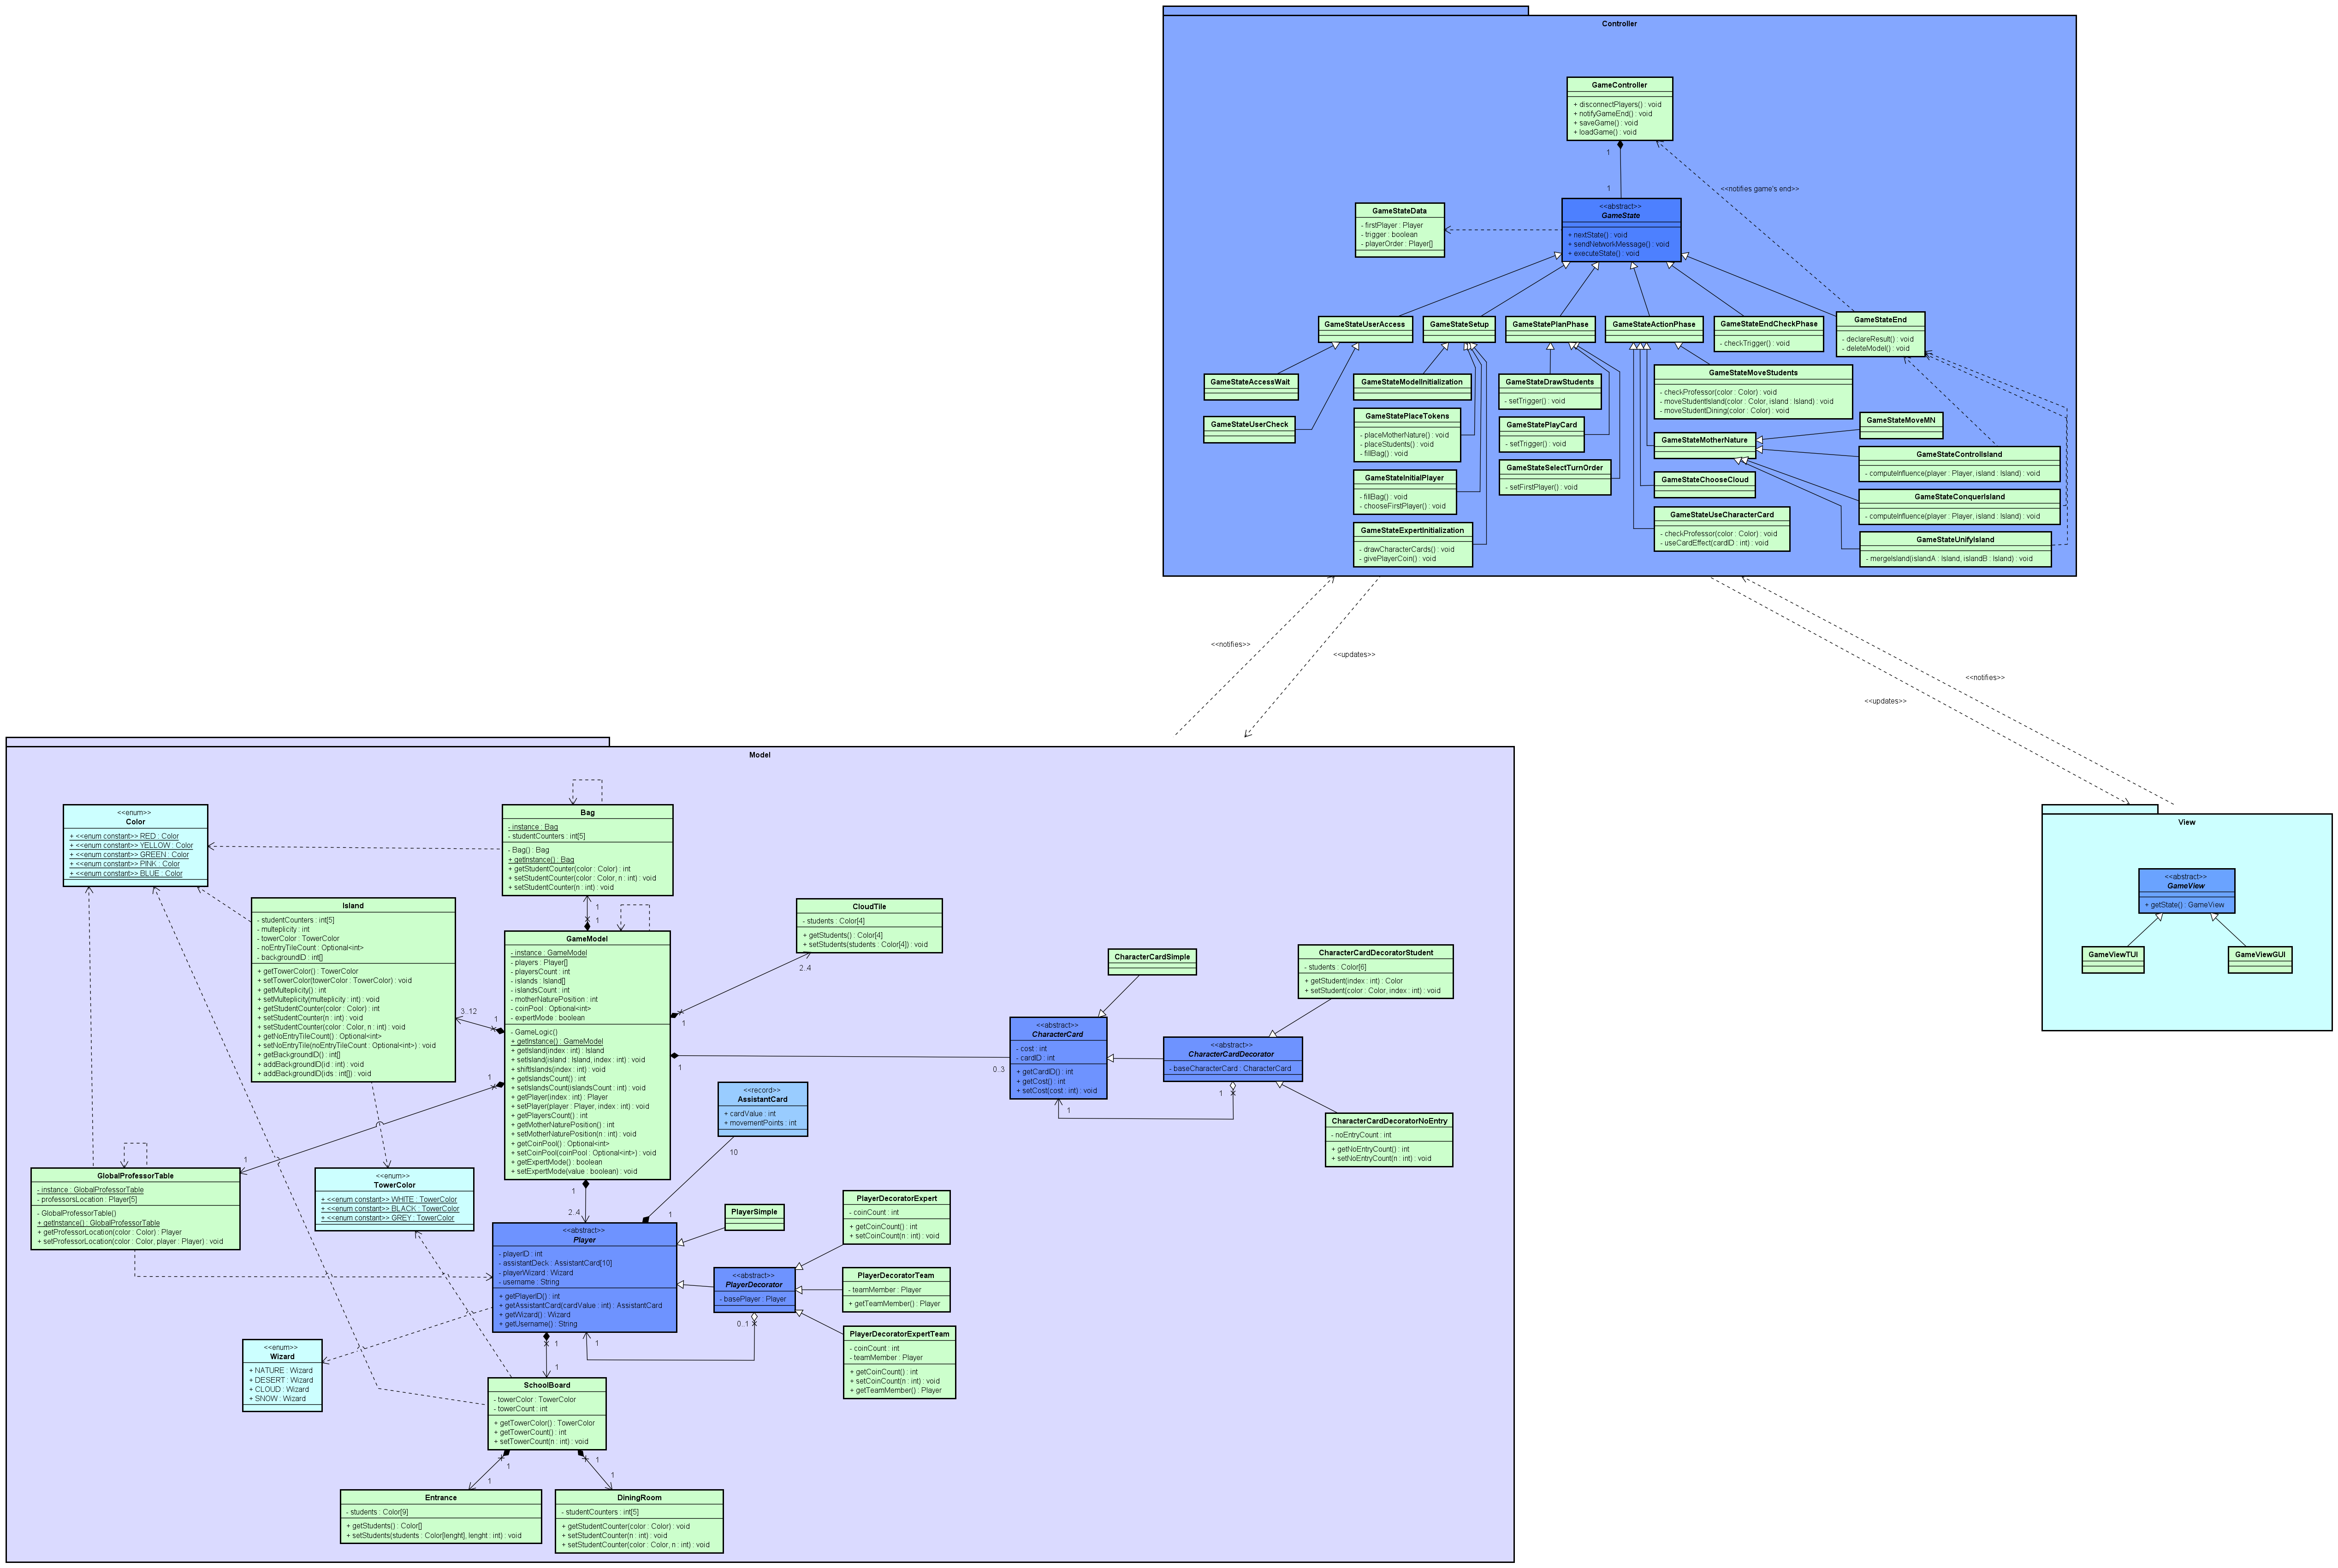 Controller
GameController
+ disconnectPlayers() : void
+ notifyGameEnd() : void
+ saveGame() : void
+ loadGame() : void
1
1
<<notifies game's end>>
<<abstract>>
GameState
+ nextState() : void
+ sendNetworkMessage() : void
+ executeState() : void
GameStateData
- firstPlayer : Player
- trigger : boolean
- playerOrder : Player[]
GameStateUserAccess
GameStateSetup
GameStatePlanPhase
GameStateActionPhase
GameStateEndCheckPhase
- checkTrigger() : void
GameStateEnd
- declareResult() : void
- deleteModel() : void
GameStateAccessWait
GameStateUserCheck
GameStateModelInitialization
GameStatePlaceTokens
- placeMotherNature() : void
- placeStudents() : void
- fillBag() : void
GameStateInitialPlayer
- fillBag() : void
- chooseFirstPlayer() : void
GameStateExpertInitialization
- drawCharacterCards() : void
- givePlayerCoin() : void
GameStateDrawStudents
- setTrigger() : void
GameStatePlayCard
- setTrigger() : void
GameStateSelectTurnOrder
- setFirstPlayer() : void
GameStateMoveStudents
- checkProfessor(color : Color) : void
- moveStudentIsland(color : Color, island : Island) : void
- moveStudentDining(color : Color) : void
GameStateMotherNature
GameStateChooseCloud
GameStateUseCharacterCard
- checkProfessor(color : Color) : void
- useCardEffect(cardID : int) : void
GameStateMoveMN
GameStateControlIsland
- computeInfluence(player : Player, island : Island) : void
GameStateConquerIsland
- computeInfluence(player : Player, island : Island) : void
GameStateUnifyIsland
- mergeIsland(islandA : Island, islandB : Island) : void
<<notifies>>
<<updates>>
<<notifies>>
<<updates>>
Model
<<enum>>
Color
+ <<enum constant>> RED : Color
+ <<enum constant>> YELLOW : Color
+ <<enum constant>> GREEN : Color
+ <<enum constant>> PINK : Color
+ <<enum constant>> BLUE : Color
Bag
- instance : Bag
- studentCounters : int[5]
- Bag() : Bag
+ getInstance() : Bag
+ getStudentCounter(color : Color) : int
+ setStudentCounter(color : Color, n : int) : void
+ setStudentCounter(n : int) : void
1
1
Island
- studentCounters : int[5]
- multeplicity : int
- towerColor : TowerColor
- noEntryTileCount : Optional<int>
- backgroundID : int[]
+ getTowerColor() : TowerColor
+ setTowerColor(towerColor : TowerColor) : void
+ getMulteplicity() : int
+ setMulteplicity(multeplicity : int) : void
+ getStudentCounter(color : Color) : int
+ setStudentCounter(n : int) : void
+ setStudentCounter(color : Color, n : int) : void
+ getNoEntryTileCount() : Optional<int>
+ setNoEntryTile(noEntryTileCount : Optional<int>) : void
+ getBackgroundID() : int[]
+ addBackgroundID(id : int) : void
+ addBackgroundID(ids : int[]) : void
3..12
1
1
1
GameModel
- instance : GameModel
- players : Player[]
- playersCount : int
- islands : Island[]
- islandsCount : int
- motherNaturePosition : int
- coinPool : Optional<int>
- expertMode : boolean
- GameLogic()
+ getInstance() : GameModel
+ getIsland(index : int) : Island
+ setIsland(island : Island, index : int) : void
+ shiftIslands(index : int) : void
+ getIslandsCount() : int
+ setIslandsCount(islandsCount : int) : void
+ getPlayer(index : int) : Player
+ setPlayer(player : Player, index : int) : void
+ getPlayersCount() : int
+ getMotherNaturePosition() : int
+ setMotherNaturePosition(n : int) : void
+ getCoinPool() : Optional<int>
+ setCoinPool(coinPool : Optional<int>) : void
+ getExpertMode() : boolean
+ setExpertMode(value : boolean) : void
CloudTile
- students : Color[4]
+ getStudents() : Color[4]
+ setStudents(students : Color[4]) : void
2..4
1
1
0..3
CharacterCardSimple
CharacterCardDecoratorStudent
- students : Color[6]
+ getStudent(index : int) : Color
+ setStudent(color : Color, index : int) : void
<<abstract>>
CharacterCard
- cost : int
- cardID : int
+ getCardID() : int
+ getCost() : int
+ setCost(cost : int) : void
<<abstract>>
CharacterCardDecorator
- baseCharacterCard : CharacterCard
1
1
CharacterCardDecoratorNoEntry
- noEntryCount : int
+ getNoEntryCount() : int
+ setNoEntryCount(n : int) : void
<<record>>
AssistantCard
+ cardValue : int
+ movementPoints : int
10
1
GlobalProfessorTable
- instance : GlobalProfessorTable
- professorsLocation : Player[5]
- GlobalProfessorTable()
+ getInstance() : GlobalProfessorTable
+ getProfessorLocation(color : Color) : Player
+ setProfessorLocation(color : Color, player : Player) : void
<<enum>>
TowerColor
+ <<enum constant>> WHITE : TowerColor
+ <<enum constant>> BLACK : TowerColor
+ <<enum constant>> GREY : TowerColor
1
2..4
<<abstract>>
Player
- playerID : int
- assistantDeck : AssistantCard[10]
- playerWizard : Wizard
- username : String
+ getPlayerID() : int
+ getAssistantCard(cardValue : int) : AssistantCard
+ getWizard() : Wizard
+ getUsername() : String
PlayerSimple
<<abstract>>
PlayerDecorator
- basePlayer : Player
0..1
1
PlayerDecoratorExpert
- coinCount : int
+ getCoinCount() : int
+ setCoinCount(n : int) : void
PlayerDecoratorTeam
- teamMember : Player
+ getTeamMember() : Player
PlayerDecoratorExpertTeam
- coinCount : int
- teamMember : Player
+ getCoinCount() : int
+ setCoinCount(n : int) : void
+ getTeamMember() : Player
<<enum>>
Wizard
+ NATURE : Wizard
+ DESERT : Wizard
+ CLOUD : Wizard
+ SNOW : Wizard
1
1
SchoolBoard
- towerColor : TowerColor
- towerCount : int
+ getTowerColor() : TowerColor
+ getTowerCount() : int
+ setTowerCount(n : int) : void
1
1
1
1
Entrance
- students : Color[9]
+ getStudents() : Color[]
+ setStudents(students : Color[lenght], lenght : int) : void
DiningRoom
- studentCounters : int[5]
+ getStudentCounter(color : Color) : void
+ setStudentCounter(n : int) : void
+ setStudentCounter(color : Color, n : int) : void
View
<<abstract>>
GameView
+ getState() : GameView
GameViewTUI
GameViewGUI